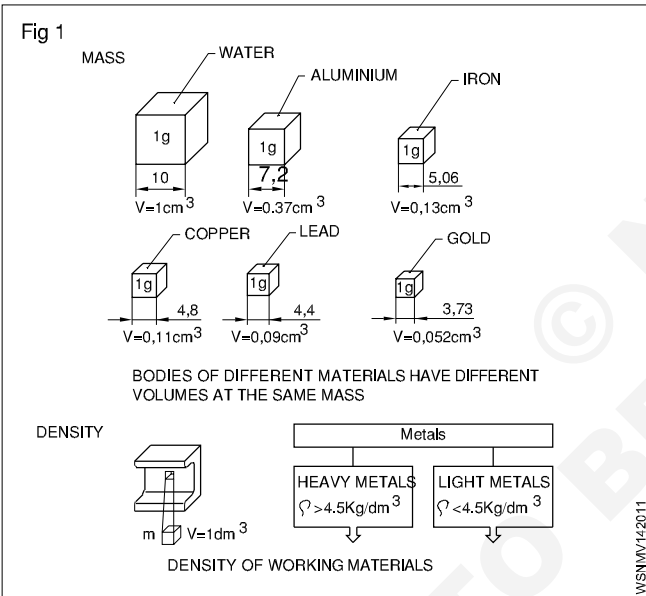 Fig 1
MASS
WATER
ALUMINIUM
IRON
1g
1g
1g
10
7,2
5,06
V=1cm³
V=0.37cm³
V=0,13cm³
COPPER
LEAD
GOLD
1g
1g
1g
4,8
4,4
3,73
V=0,11cm³
V=0,09cm³
V=0,052cm³
BODIES OF DIFFERENT MATERIALS HAVE DIFFERENT
VOLUMES AT THE SAME MASS
DENSITY
Metals
HEAVY METALS
>4.5Kg/dm³
LIGHT METALS
<4.5Kg/dm³
m
V=1dm³
DENSITY OF WORKING MATERIALS
WSNMV142011
©
TO BE